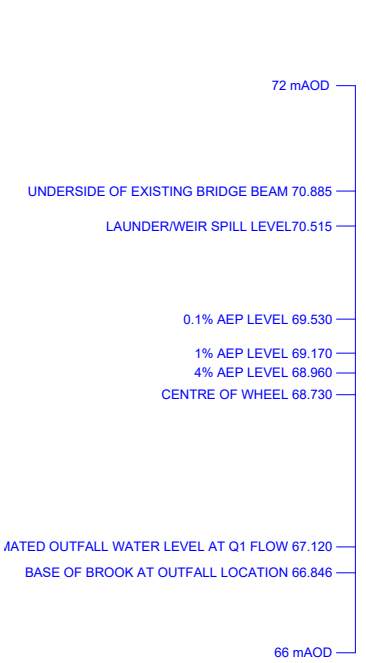 72 mAOD
UNDERSIDE OF EXISTING BRIDGE BEAM 70.885
LAUNDER/WEIR SPILL LEVEL70.515
0.1% AEP LEVEL 69.530
1% AEP LEVEL 69.170
4% AEP LEVEL 68.960
CENTRE OF WHEEL 68.730
OUTFALL WATER LEVEL AT Q1 FLOW 67.120
BASE OF BROOK AT OUTFALL LOCATION 66.846
66 mAOD